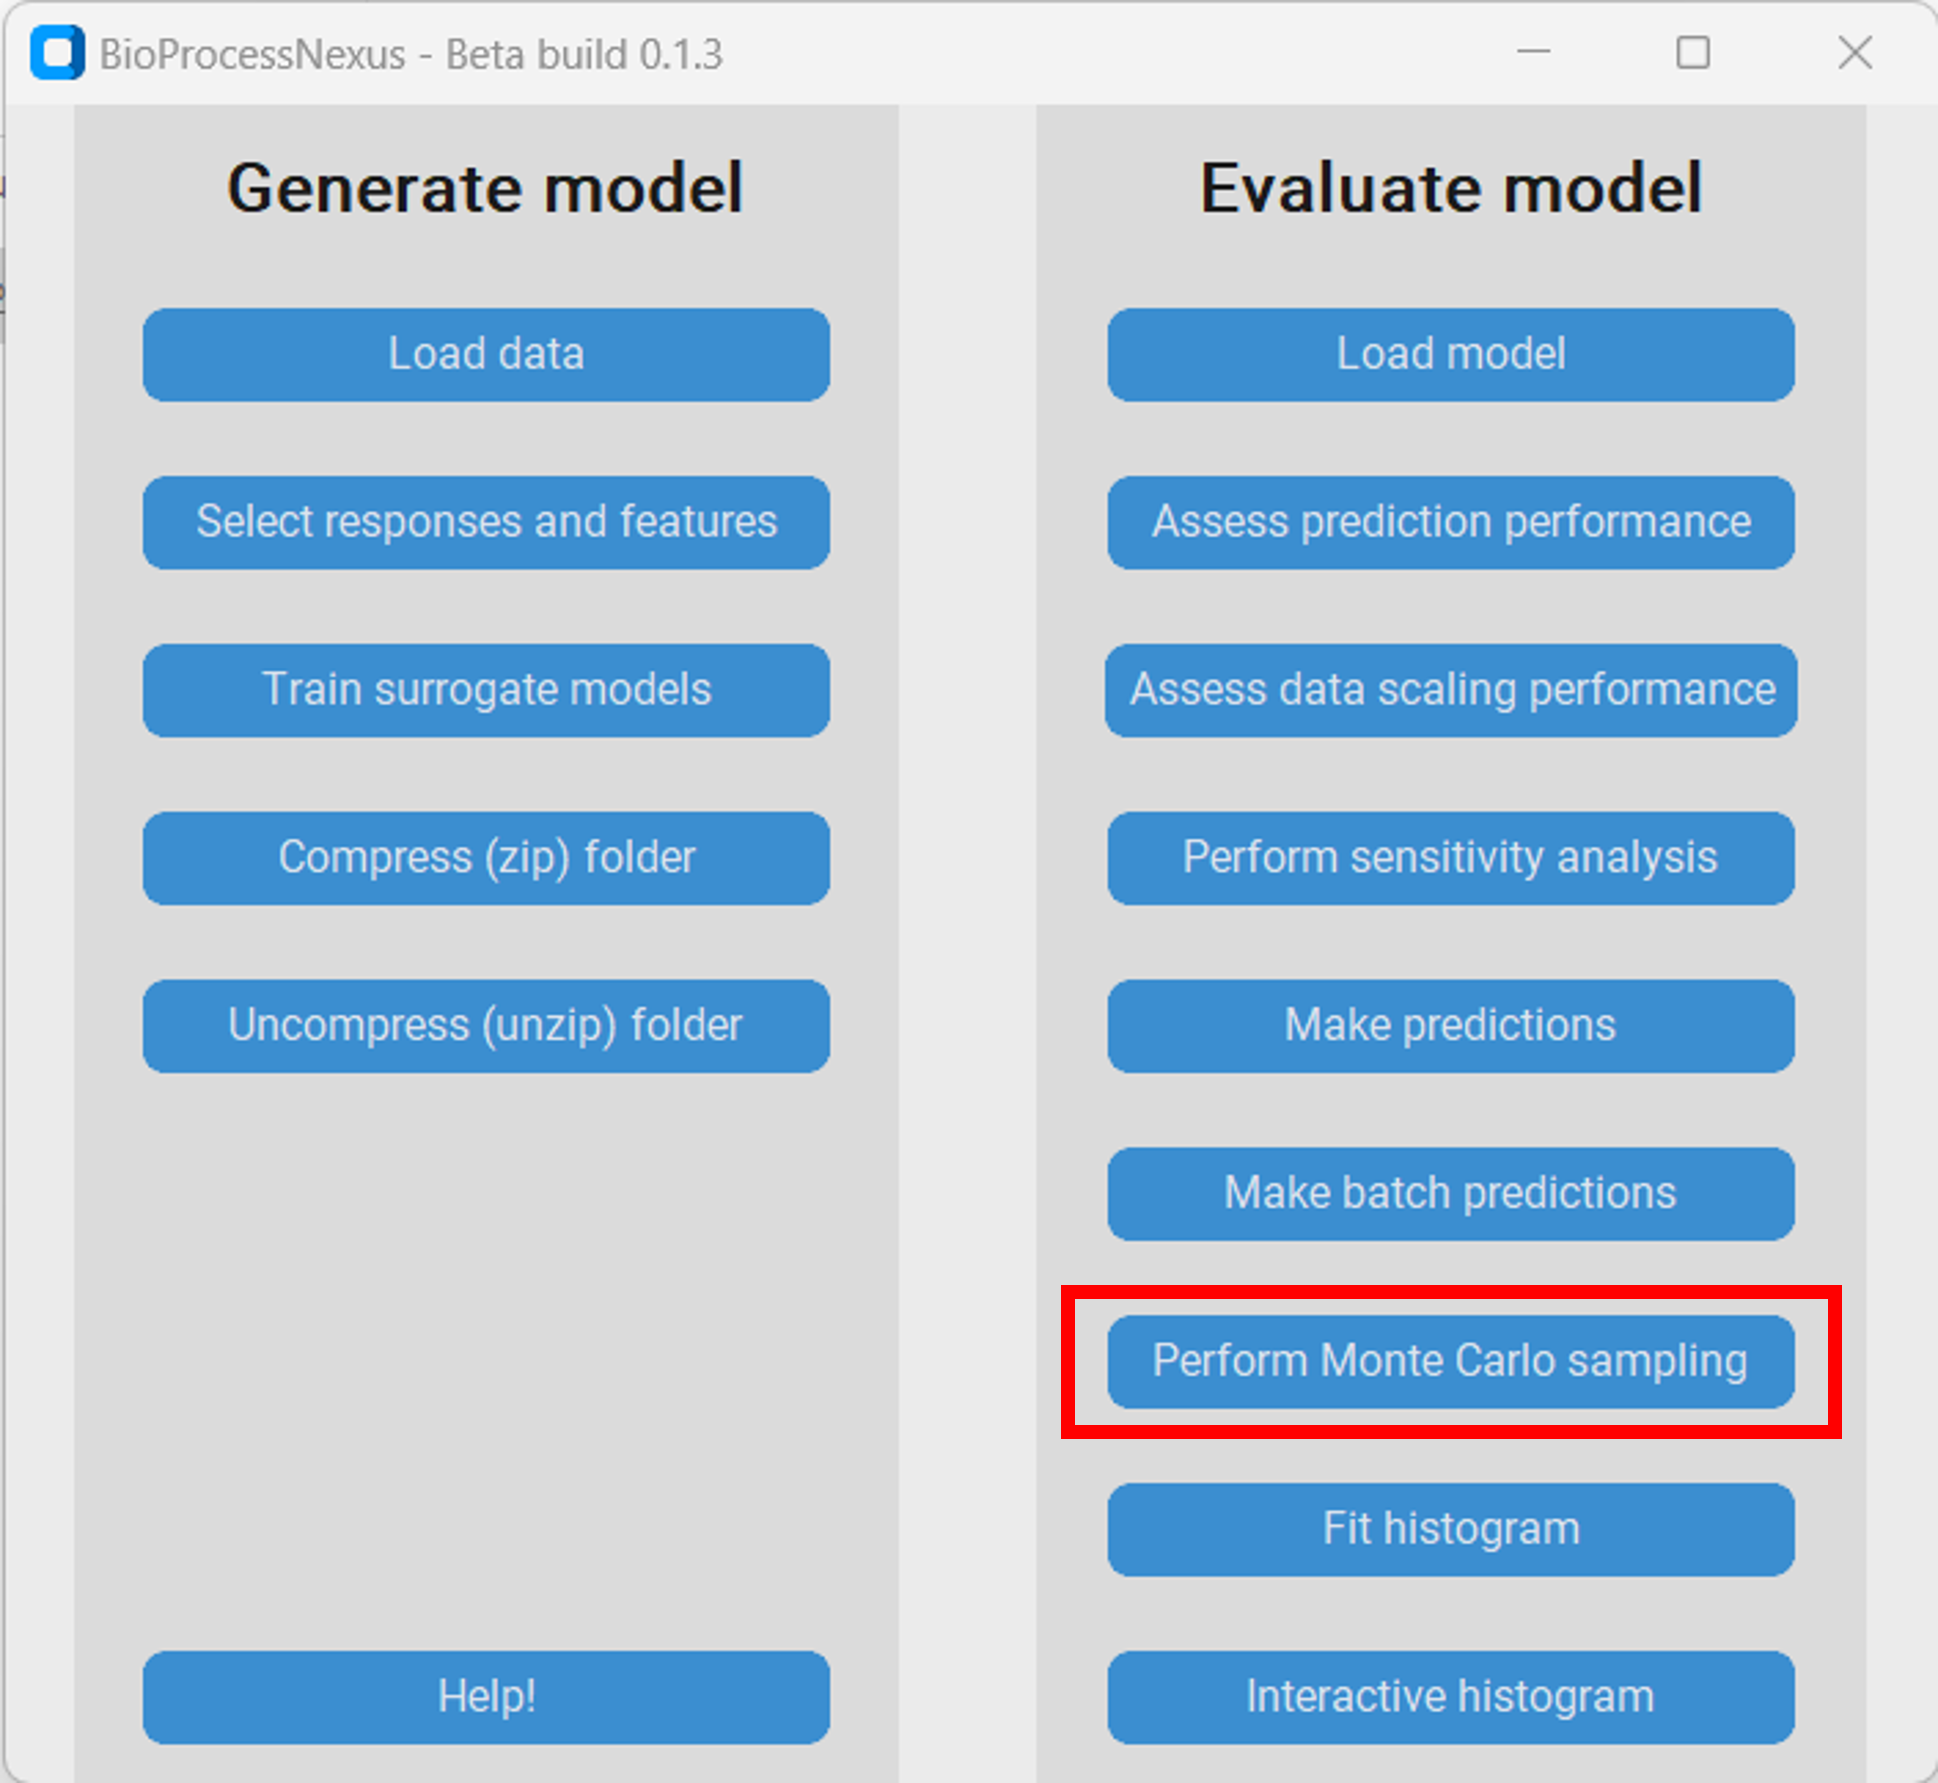 BioProcessNexus - Beta build 0.1.3
Generate model
Load data
Select responses and features
Train surrogate models
Compress (zip) folder
Uncompress (unzip) folder
Help!
Evaluate model
Load model
Assess prediction performance
Assess data scaling performance
Perform sensitivity analysis
Make predictions
Make batch predictions
Perform Monte Carlo sampling
Fit histogram
Interactive histogram